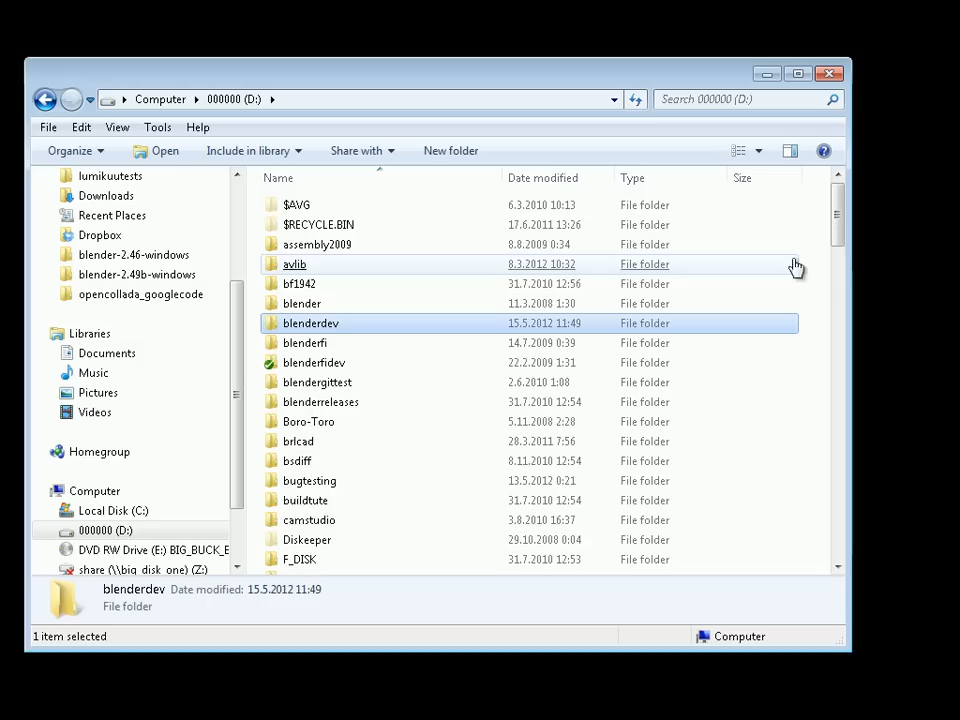 Computer 000000 (D:) Search 000000 (D:)
File Edit View Tools Help
Organize Open Include in library Share with New folder
lumikuutests
Downloads
Recent Places
Dropbox
blender-2.46-windows
blender-2.49b-windows
opencollada_googlecode
Libraries
Documents
Music
Pictures
Videos
Homegroup
Computer
Local Disk (C:)
000000 (D:)
DVD RW Drive (E:) BIG_BUCK_B
share (\\big_disk_one) (Z:)
Name Date modified Type Size
$AVG 6.3.2010 10:13 File folder
$RECYCLE.BIN 17.6.2011 13:26 File folder
assembly2009 8.8.2009 0:34 File folder
avlib 8.3.2012 10:32 File folder
bf1942 31.7.2010 12:56 File folder
blender 11.3.2008 1:30 File folder
blenderdev 15.5.2012 11:49 File folder
blenderfi 14.7.2009 0:39 File folder
blenderfidev 22.2.2009 1:31 File folder
blendergittest 2.6.2010 1:08 File folder
blenderreleases 31.7.2010 12:54 File folder
Boro-Toro 5.11.2008 2:28 File folder
brlcad 28.3.2011 7:56 File folder
bsdiff 8.11.2010 12:54 File folder
bugtesting 13.5.2012 0:21 File folder
buildtute 31.7.2010 12:54 File folder
camstudio 3.8.2010 16:37 File folder
Diskeeper 29.10.2008 0:04 File folder
F_DISK 31.7.2010 12:53 File folder
blenderdev Date modified: 15.5.2012 11:49
File folder
1 item selected Computer